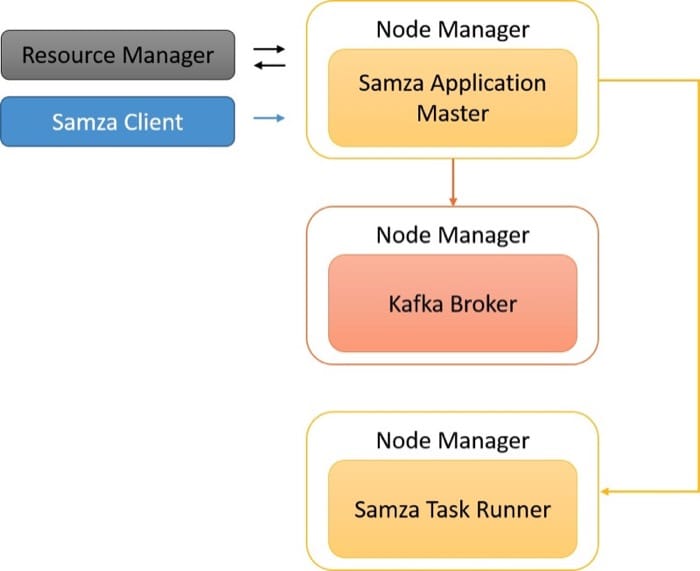 Resource Manager
Samza Client
Node Manager
Samza Application
Master
Node Manager
Kafka Broker
Node Manager
Samza Task Runner